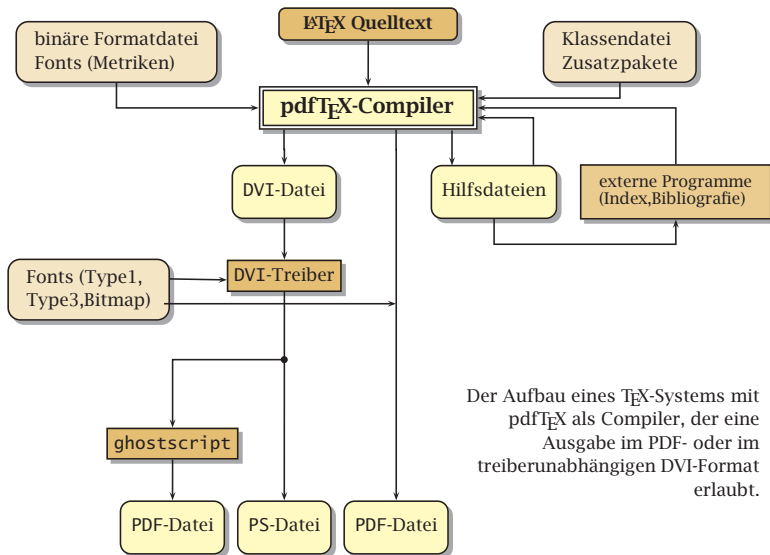 LATEX Quelltext
binäre Formatdatei
Fonts (Metriken)
Klassendatei
Zusatzpakete
pdfTEX-Compiler
DVI-Datei
Hilfsdateien
externe Programme
(Index,Bibliografie)
Fonts (Type1,
Type3,Bitmap)
DVI-Treiber
Der Aufbau eines TEX-Systems mit
pdfTEX als Compiler, der eine
Ausgabe im PDF- oder im
treiberunabhängigen DVI-Format
erlaubt.
ghostscript
PDF-Datei
PS-Datei
PDF-Datei